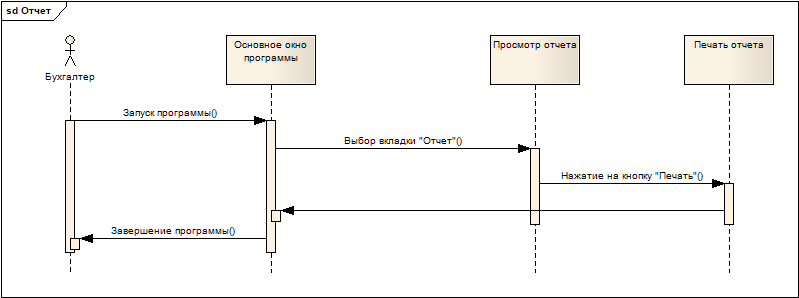 sd Отчет
Бухгалтер
Основное окно
программы
Просмотр отчета
Печать отчета
Запуск программы()
Выбор вкладки "Отчет"()
Нажатие на кнопку "Печать"()
Завершение программы()